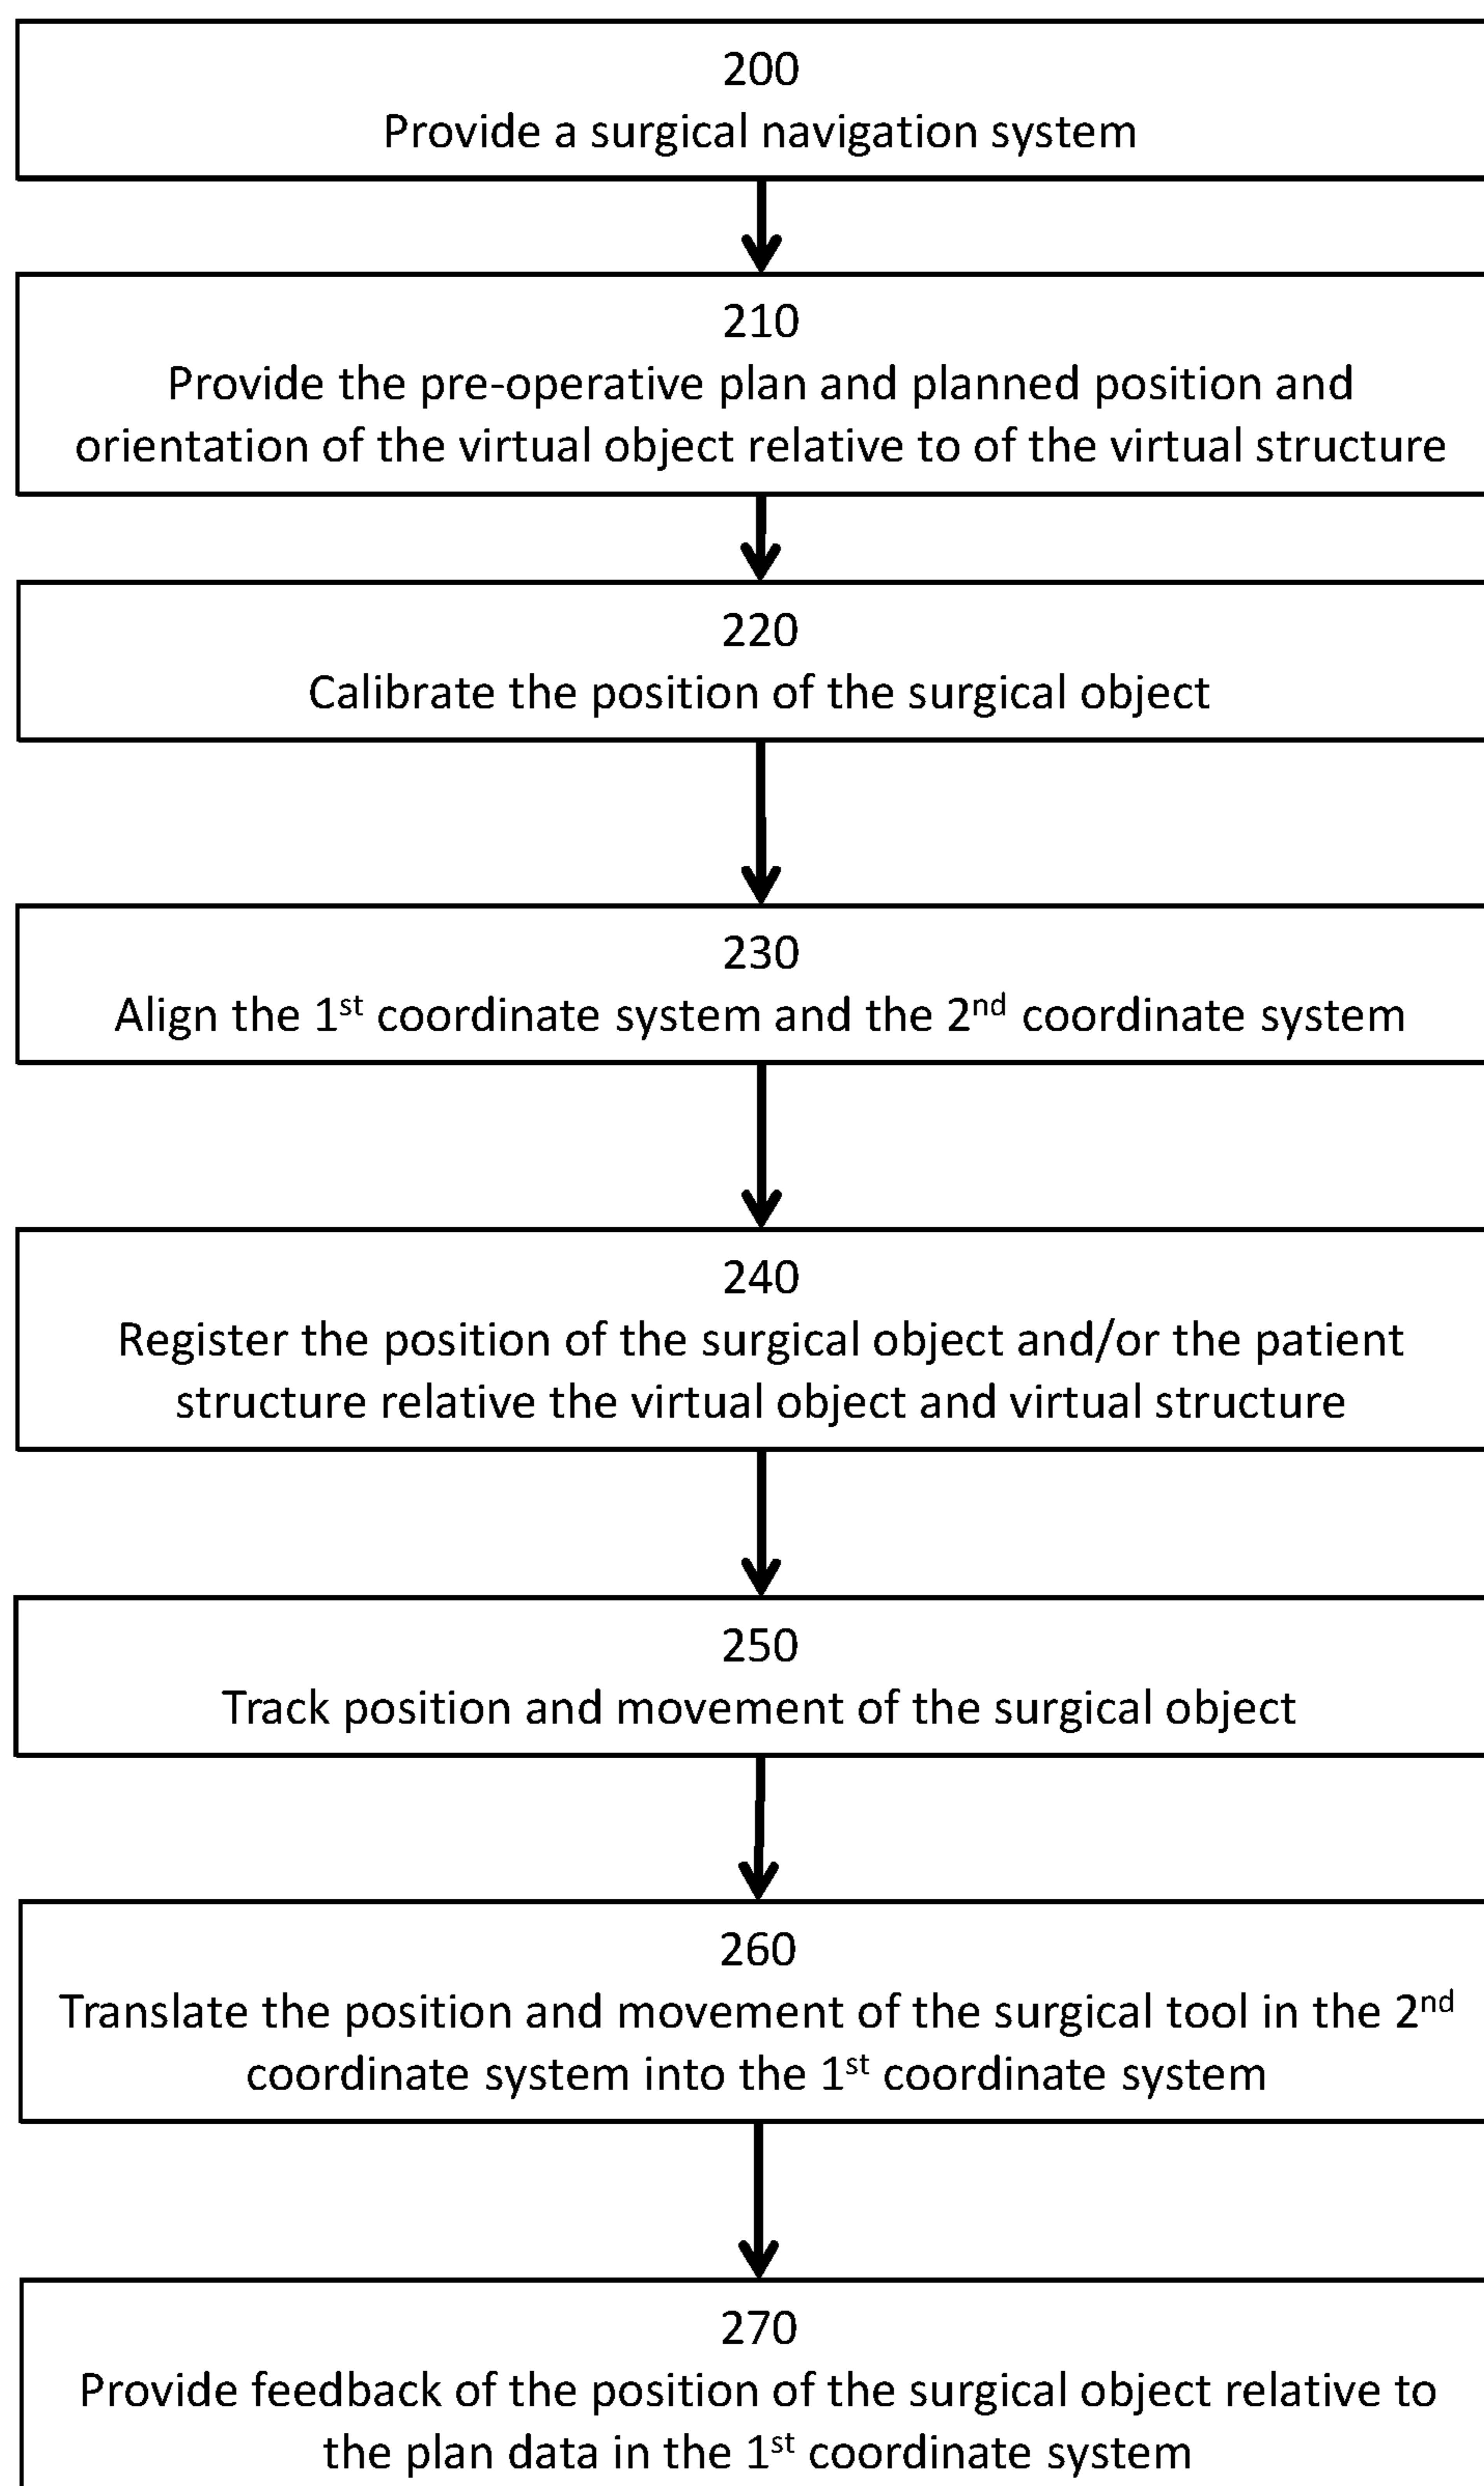 200
Provide a surgical navigation system
210
Provide the pre-operative plan and planned position and
orientation of the virtual object relative to of the virtual structure
220
Calibrate the position of the surgical object
230
Align the 1st coordinate system and the 2nd coordinate system
240
Register the position of the surgical object and/or the patient
structure relative the virtual object and virtual structure
250
Track position and movement of the surgical object
260
Translate the position and movement of the surgical tool in the 2nd
coordinate system into the 1st coordinate system
270
Provide feedback of the position of the surgical object relative to
the plan data in the 1st coordinate system